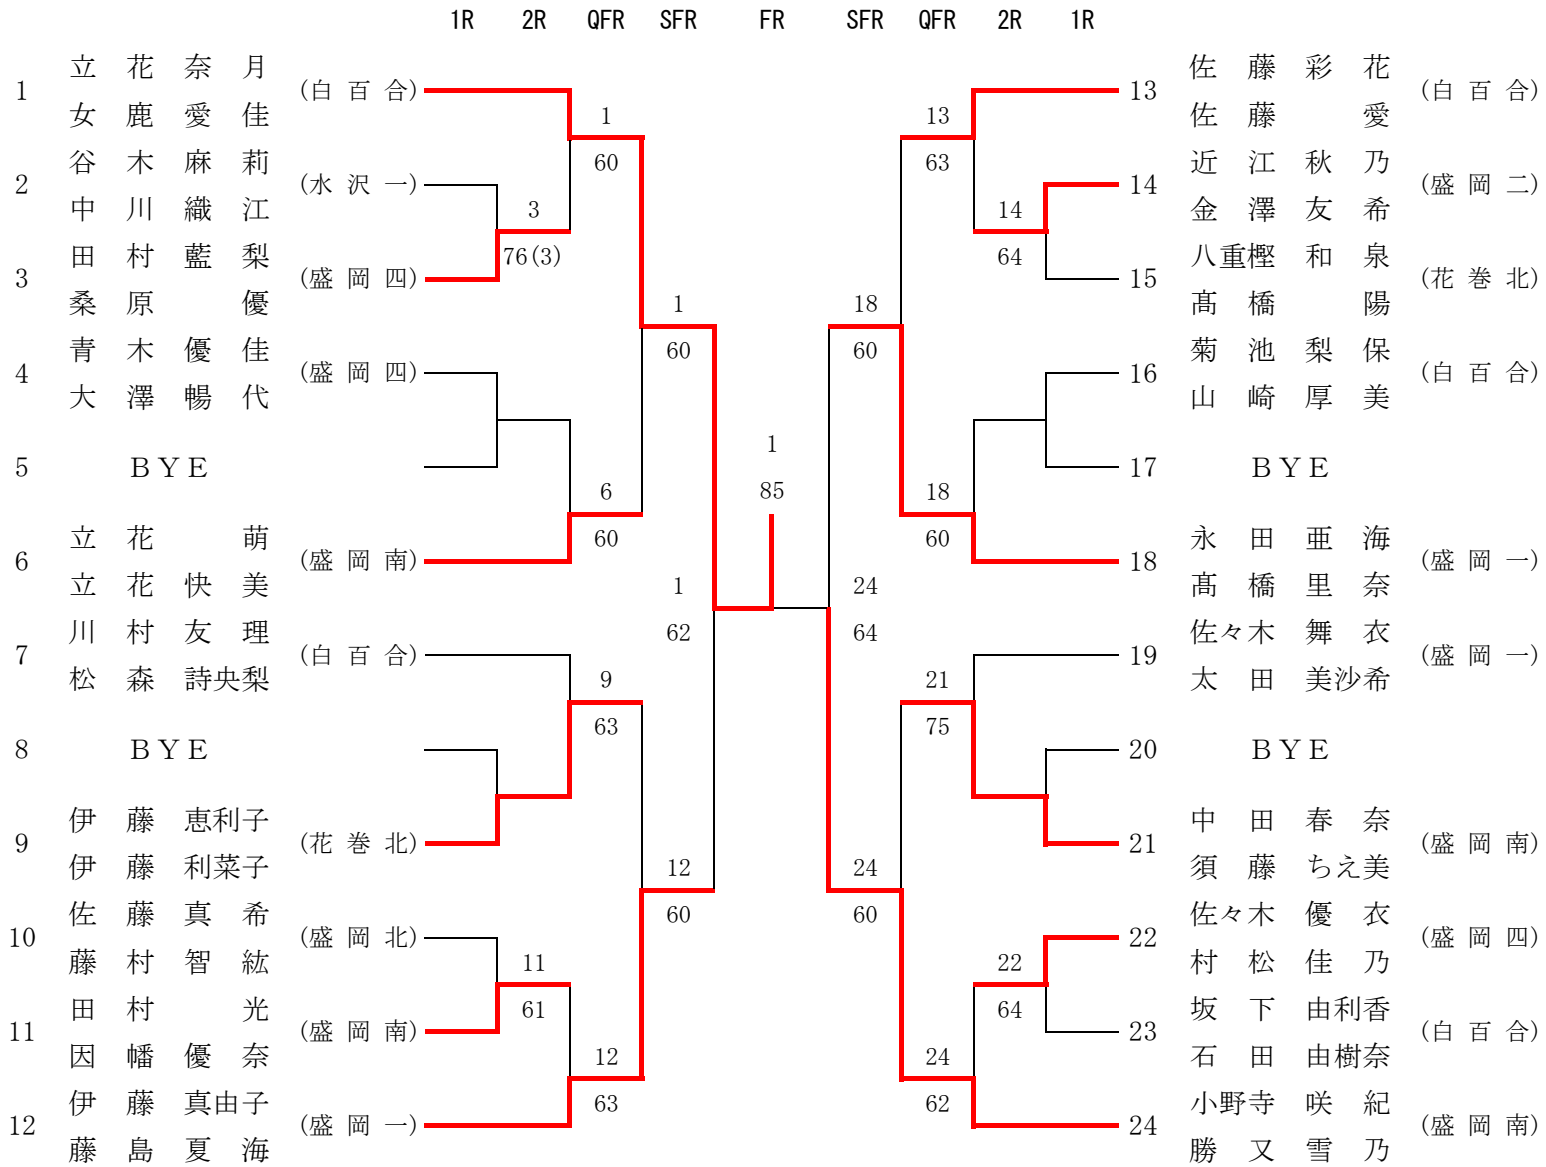 1R 2R QFR SFR FR SFR QFR 2R 1R
1 立花奈月 女鹿愛佳 (白百合)
2 谷木麻莉 中川織江 (水沢一)
3 田村藍梨 桑原優 (盛岡四)
4 青木優佳 大澤暢代 (盛岡四)
5 BYE
6 立花萌 立花快美 (盛岡南)
7 川村友理 松森詩央梨 (白百合)
8 BYE
9 伊藤恵利子 伊藤利菜子 (花巻北)
10 佐藤真希 藤村智紘 (盛岡北)
11 田村光 因幡優奈 (盛岡南)
12 伊藤真由子 藤島夏海 (盛岡一)
3
76(3)
11
61
1
60
6
60
9
63
12
63
1
60
12
60
1
62
1
85
18
60
24
64
24
60
13
63
18
60
21
75
24
62
14
64
22
64
13 佐藤彩花 佐藤愛 (白百合)
14 近江秋乃 金澤友希 (盛岡二)
15 八重樫和泉 髙橋陽 (花巻北)
16 菊池梨保 山崎厚美 (白百合)
17 BYE
18 永田亜海 髙橋里奈 (盛岡一)
19 佐々木舞衣 太田美沙希 (盛岡一)
20 BYE
21 中田春奈 須藤ちえ美 (盛岡南)
22 佐々木優衣 村松佳乃 (盛岡四)
23 坂下由利香 石田由樹奈 (白百合)
24 小野寺咲紀 勝又雪乃 (盛岡南)